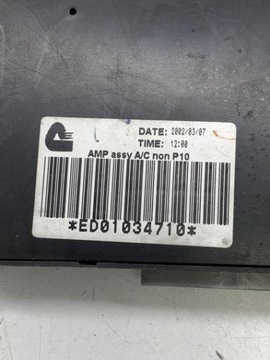 DATE: 2002/03/07
TIME: 12:00
AMP assy A/C non P10
*ED01034710*